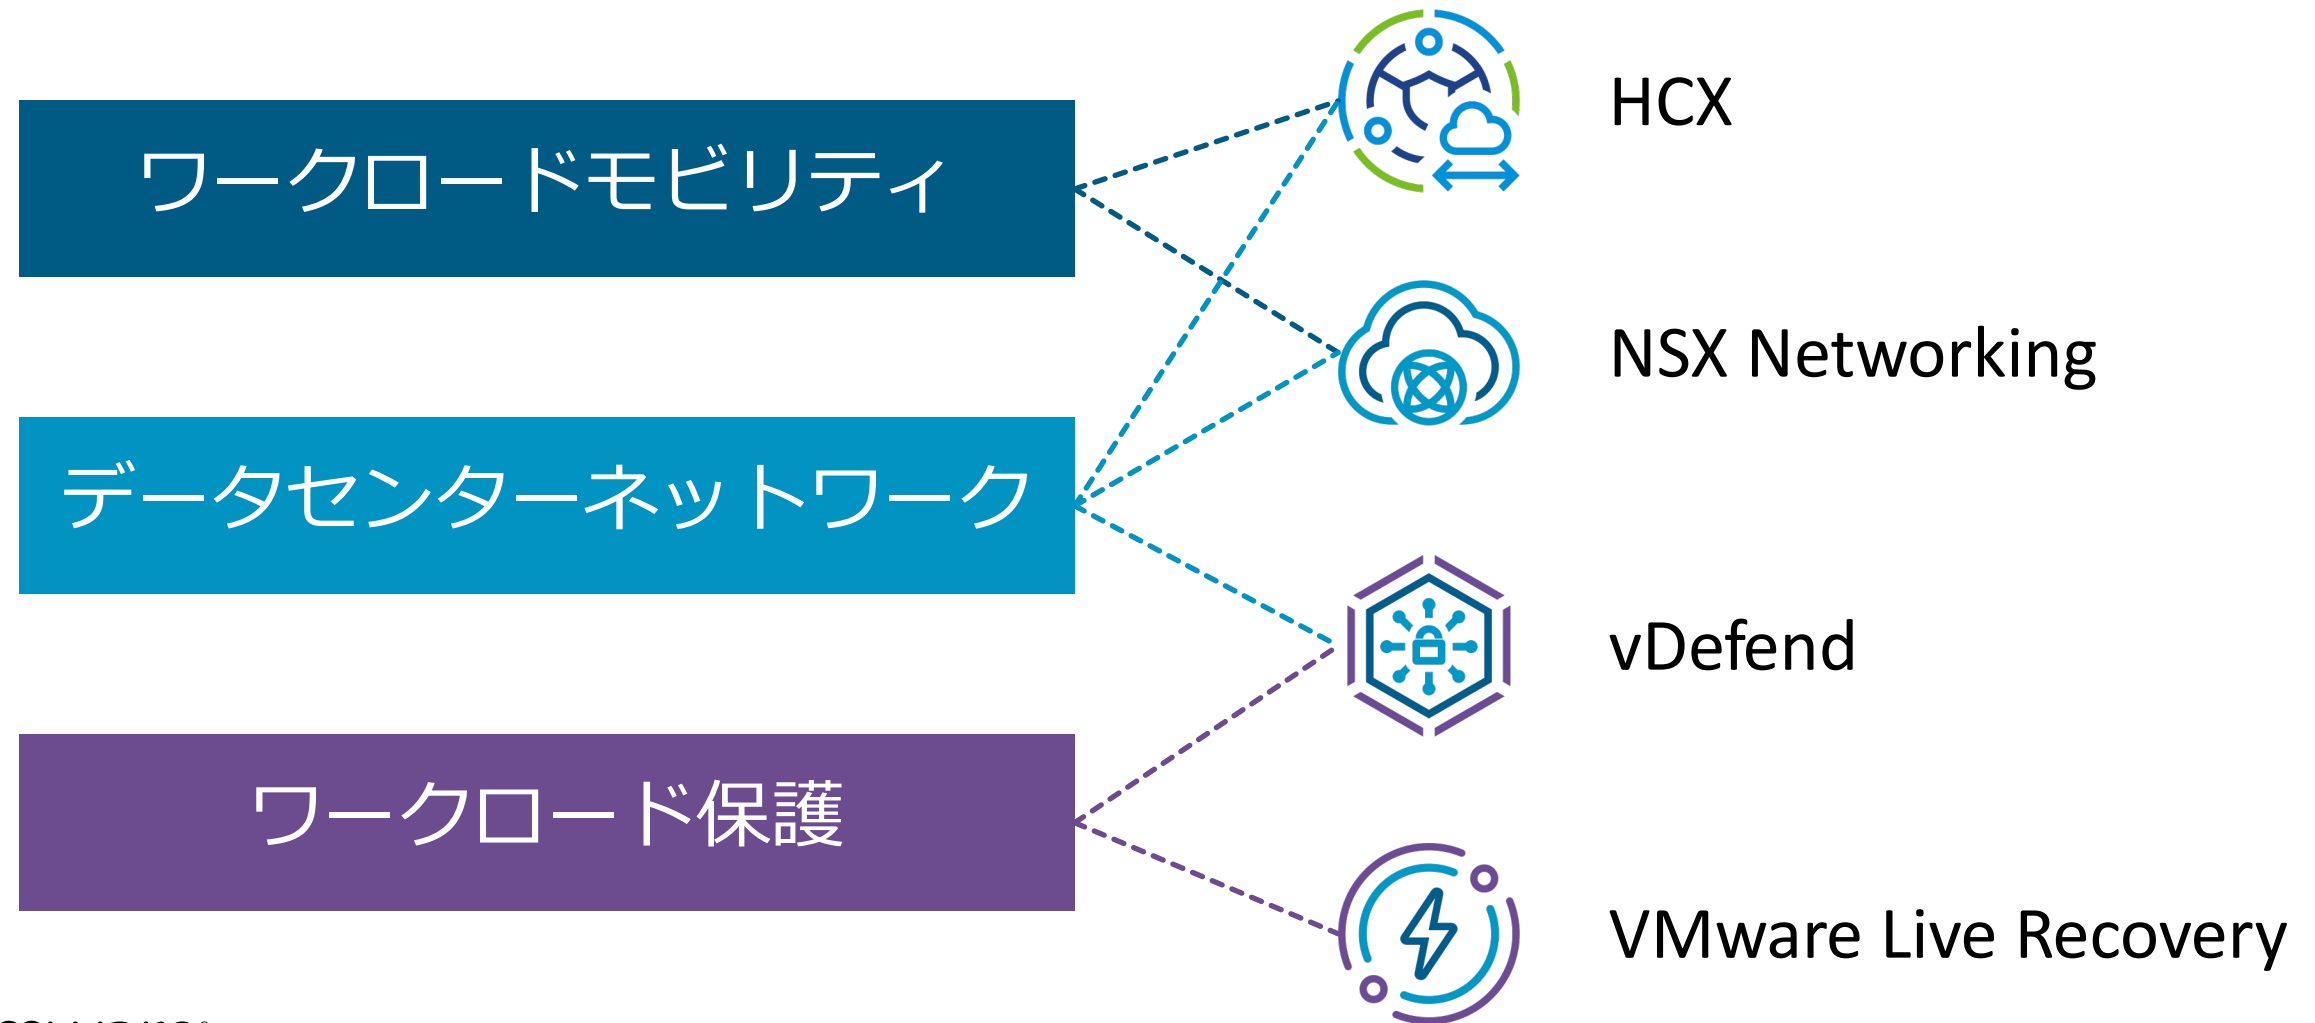 ワークロードモビリティ
HCX
NSX Networking
データセンターネットワーク
vDefend
ワークロード保護
VMware Live Recovery